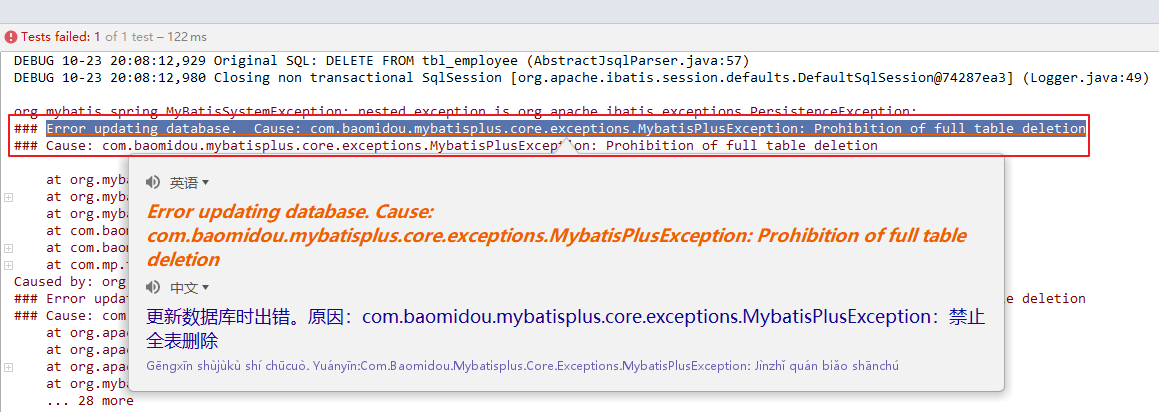 Tests failed: 1 of 1 test – 122 ms
DEBUG 10-23 20:08:12,929 Original SQL: DELETE FROM tbl_employee (AbstractJsqlParser.java:57)
DEBUG 10-23 20:08:12,980 Closing non transactional SqlSession [org.apache.ibatis.session.defaults.DefaultSqlSession@74287ea3] (Logger.java:49)
org.mybatis.spring.MyBatisSystemException: nested exception is org.apache.ibatis.exceptions.PersistenceException:
### Error updating database.  Cause: com.baomidou.mybatisplus.core.exceptions.MybatisPlusException: Prohibition of full table deletion
### Cause: com.baomidou.mybatisplus.core.exceptions.MybatisPlusException: Prohibition of full table deletion
at org.myba
at org.myba
at org.myba
at com.baom
at com.baom
at com.mp.
Caused by: org
### Error upda
le deletion
### Cause: com
at org.apac
at org.apac
at org.apac
at org.myba
... 28 more
英语
Error updating database. Cause:
com.baomidou.mybatisplus.core.exceptions.MybatisPlusException: Prohibition of full table
deletion
中文
更新数据库时出错。原因：com.baomidou.mybatisplus.core.exceptions.MybatisPlusException：禁止
全表删除
Gēngxīn shùjùkù shí chūcuò. Yuányīn:Com.Baomidou.Mybatisplus.Core.Exceptions.MybatisPlusException: Jìnzhǐ quán biǎo shānchú